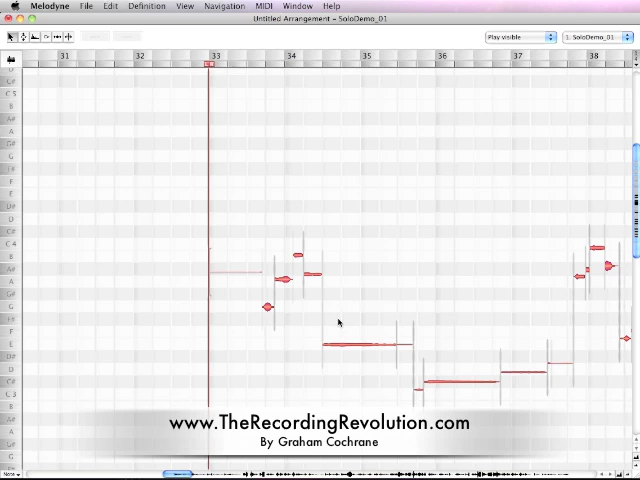 Melodyne File Edit Definition View Navigation MIDI Window Help
Untitled Arrangement – SoloDemo_01
Play visible 1. SoloDemo_01
31 32 33 34 35 36 37 38
C#
C 5
B
A#
A
G#
G
F#
F
E
D#
D
C#
C 4
B
A#
A
G#
G
F#
F
E
D#
D
C#
C 3
B
A#
A
G#
G
www.TheRecordingRevolution.com
By Graham Cochrane
Note